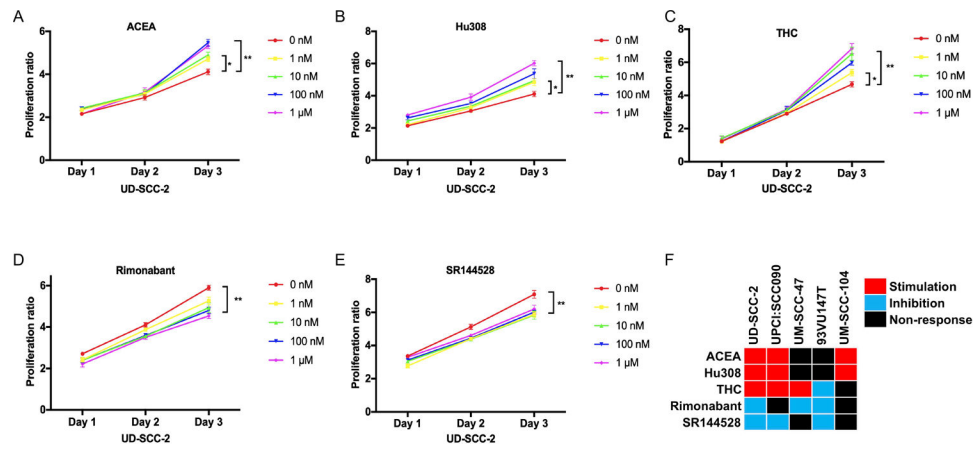 A
ACEA
Proliferation ratio
6
4
2
0
Day 1 Day 2 Day 3
UD-SCC-2
0 nM
1 nM
10 nM
100 nM
1 µM
*
**
B
Hu308
Proliferation ratio
8
6
4
2
0
Day 1 Day 2 Day 3
UD-SCC-2
0 nM
1 nM
10 nM
100 nM
1 µM
*
**
C
THC
Proliferation ratio
8
6
4
2
0
Day 1 Day 2 Day 3
UD-SCC-2
0 nM
1 nM
10 nM
100 nM
1 µM
*
**
D
Rimonabant
Proliferation ratio
6
4
2
0
Day 1 Day 2 Day 3
UD-SCC-2
0 nM
1 nM
10 nM
100 nM
1 µM
**
E
SR144528
Proliferation ratio
8
6
4
2
0
Day 1 Day 2 Day 3
UD-SCC-2
0 nM
1 nM
10 nM
100 nM
1 µM
**
F
UD-SCC-2
UPCI:SCC090
UM-SCC-47
93VU147T
UM-SCC-104
Stimulation
Inhibition
Non-response
ACEA
Hu308
THC
Rimonabant
SR144528